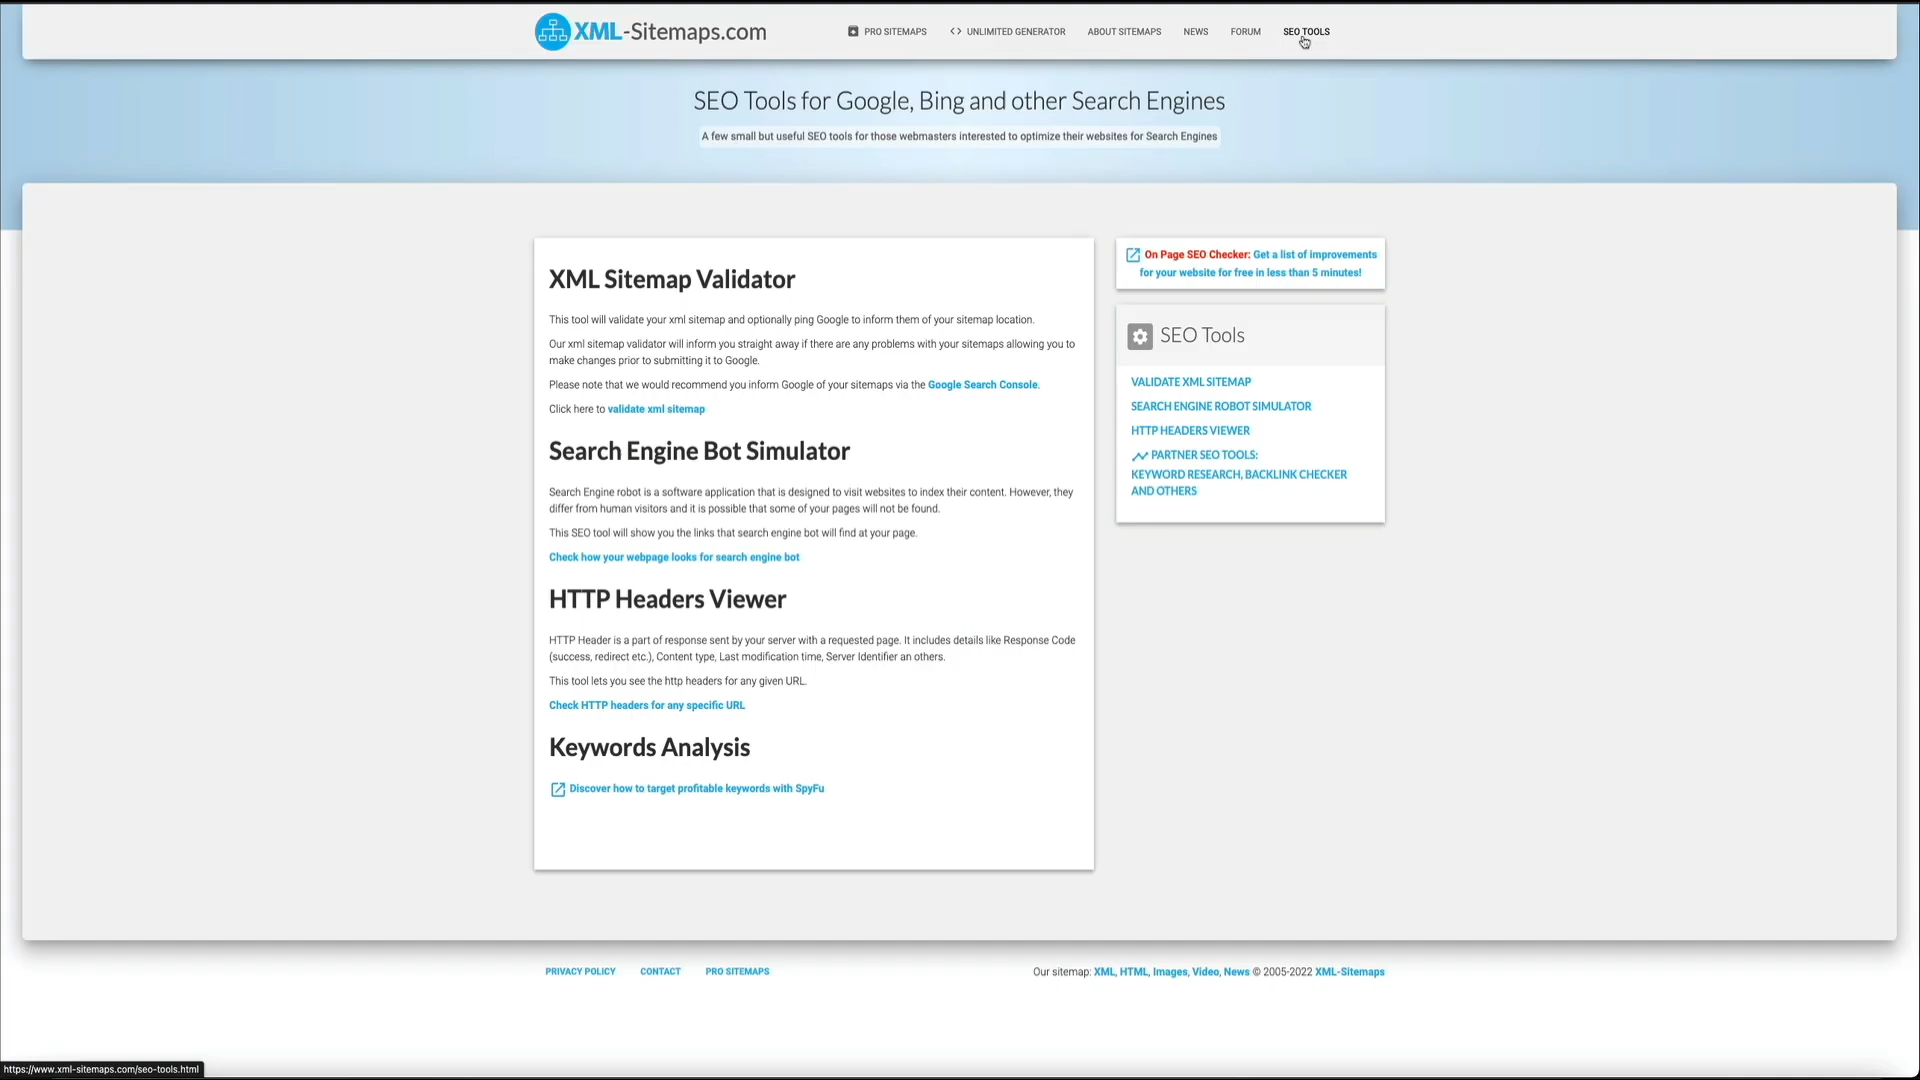 XML-Sitemaps.com
PRO SITEMAPS
UNLIMITED GENERATOR
ABOUT SITEMAPS
NEWS
FORUM
SEO TOOLS
SEO Tools for Google, Bing and other Search Engines
A few small but useful SEO tools for those webmasters interested to optimize their websites for Search Engines
XML Sitemap Validator
This tool will validate your xml sitemap and optionally ping Google to inform them of your sitemap location.
Our xml sitemap validator will inform you straight away if there are any problems with your sitemaps allowing you to
make changes prior to submitting it to Google.
Please note that we would recommend you inform Google of your sitemaps via the Google Search Console.
Click here to validate xml sitemap
Search Engine Bot Simulator
Search Engine robot is a software application that is designed to visit websites to index their content. However, they
differ from human visitors and it is possible that some of your pages will not be found.
This SEO tool will show you the links that search engine bot will find at your page.
Check how your webpage looks for search engine bot
HTTP Headers Viewer
HTTP Header is a part of response sent by your server with a requested page. It includes details like Response Code
(success, redirect etc.), Content type, Last modification time, Server Identifier an others.
This tool lets you see the http headers for any given URL.
Check HTTP headers for any specific URL
Keywords Analysis
Discover how to target profitable keywords with SpyFu
On Page SEO Checker: Get a list of improvements
for your website for free in less than 5 minutes!
SEO Tools
VALIDATE XML SITEMAP
SEARCH ENGINE ROBOT SIMULATOR
HTTP HEADERS VIEWER
PARTNER SEO TOOLS:
KEYWORD RESEARCH, BACKLINK CHECKER
AND OTHERS
PRIVACY POLICY
CONTACT
PRO SITEMAPS
Our sitemap: XML, HTML, Images, Video, News © 2005-2022 XML-Sitemaps
https://www.xml-sitemaps.com/seo-tools.html